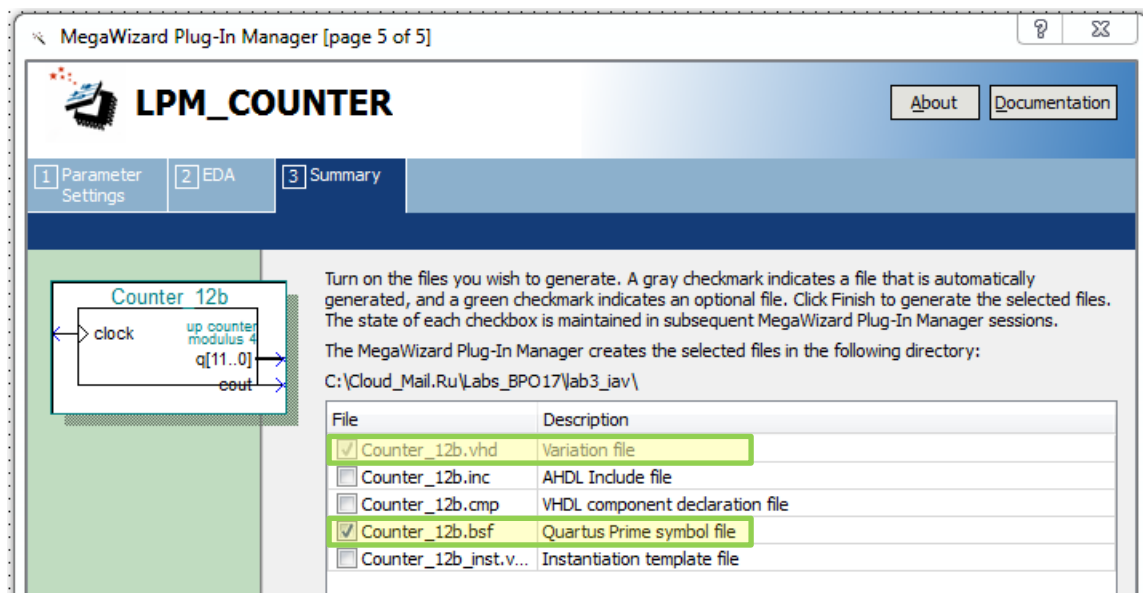 MegaWizard Plug-In Manager [page 5 of 5]
LPM_COUNTER
About
Documentation
1 Parameter Settings
2 EDA
3 Summary
Counter_12b
clock
up counter
modulus 4
q[11..0]
cout
Turn on the files you wish to generate. A gray checkmark indicates a file that is automatically
generated, and a green checkmark indicates an optional file. Click Finish to generate the selected files.
The state of each checkbox is maintained in subsequent MegaWizard Plug-In Manager sessions.
The MegaWizard Plug-In Manager creates the selected files in the following directory:
C:\Cloud_Mail.Ru\Labs_BPO17\lab3_iav\
File Description
Counter_12b.vhd Variation file
Counter_12b.inc AHDL Include file
Counter_12b.cmp VHDL component declaration file
Counter_12b.bsf Quartus Prime symbol file
Counter_12b_inst.v... Instantiation template file